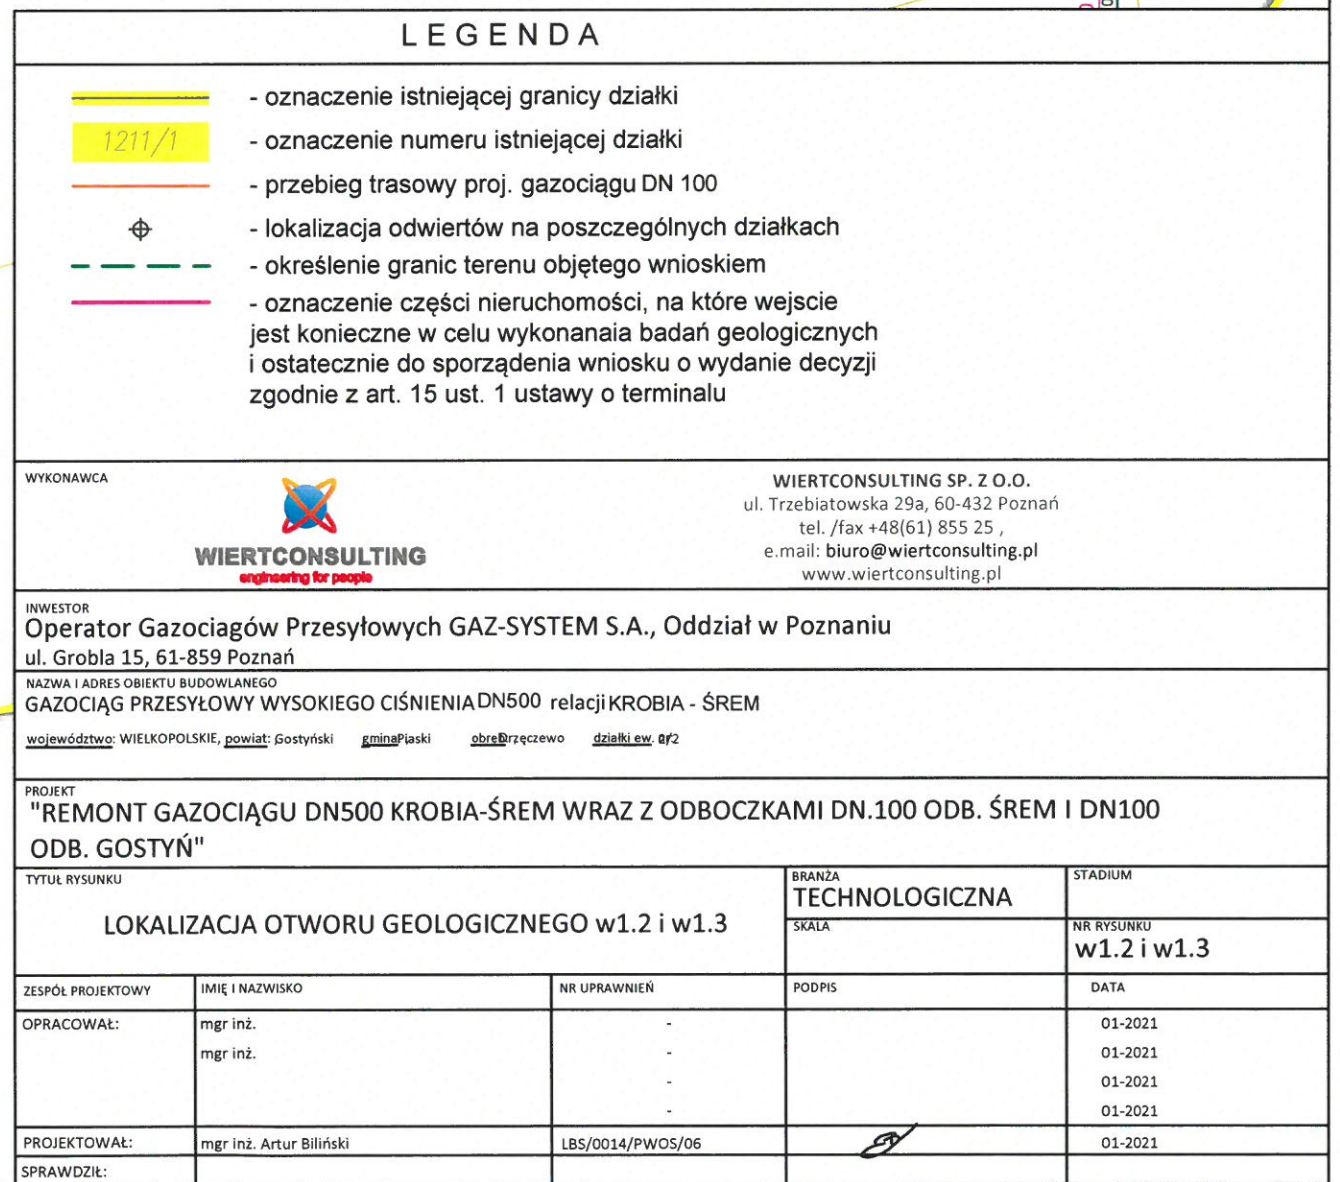 LEGENDA
- oznaczenie istniejącej granicy działki
1211/1 - oznaczenie numeru istniejącej działki
- przebieg trasowy proj. gazociągu DN 100
- lokalizacja odwiertów na poszczególnych działkach
- określenie granic terenu objętego wnioskiem
- oznaczenie części nieruchomości, na które wejscie
jest konieczne w celu wykonanaia badań geologicznych
i ostatecznie do sporządenia wniosku o wydanie decyzji
zgodnie z art. 15 ust. 1 ustawy o terminalu
WYKONAWCA
WIERTCONSULTING
engineering for people
WIERTCONSULTING SP. Z O.O.
ul. Trzebiatowska 29a, 60-432 Poznań
tel. /fax +48(61) 855 25 ,
e.mail: biuro@wiertconsulting.pl
www.wiertconsulting.pl
INWESTOR
Operator Gazociagów Przesyłowych GAZ-SYSTEM S.A., Oddział w Poznaniu
ul. Grobla 15, 61-859 Poznań
NAZWA I ADRES OBIEKTU BUDOWLANEGO
GAZOCIĄG PRZESYŁOWY WYSOKIEGO CIŚNIENIA DN500 relacji KROBIA - ŚREM
województwo: WIELKOPOLSKIE, powiat: Gostyński gmina Piaski działki ew.
PROJEKT
"REMONT GAZOCIĄGU DN500 KROBIA-ŚREM WRAZ Z ODBOCZKAMI DN.100 ODB. ŚREM I DN100
ODB. GOSTYŃ"
TYTUŁ RYSUNKU
LOKALIZACJA OTWORU GEOLOGICZNEGO w1.2 i w1.3
BRANŻA
TECHNOLOGICZNA
STADIUM
SKALA
NR RYSUNKU
w1.2 i w1.3
ZESPÓŁ PROJEKTOWY IMIĘ I NAZWISKO NR UPRAWNIEŃ PODPIS DATA
OPRACOWAŁ: mgr inż. - 01-2021
mgr inż. - 01-2021
- 01-2021
- 01-2021
PROJEKTOWAŁ: mgr inż. Artur Biliński LBS/0014/PWOS/06 01-2021
SPRAWDZIŁ: